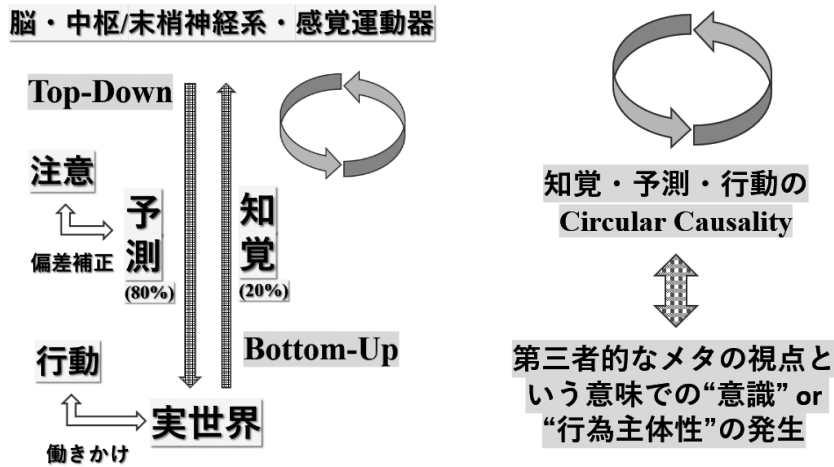 脳・中枢/末梢神経系・感覚運動器
Top-Down
注意
偏差補正
予
測
(80%)
知
覚
(20%)
Bottom-Up
行動
働きかけ
実世界
知覚・予測・行動の
Circular Causality
第三者的なメタの視点と
いう意味での“意識” or
“行為主体性”の発生